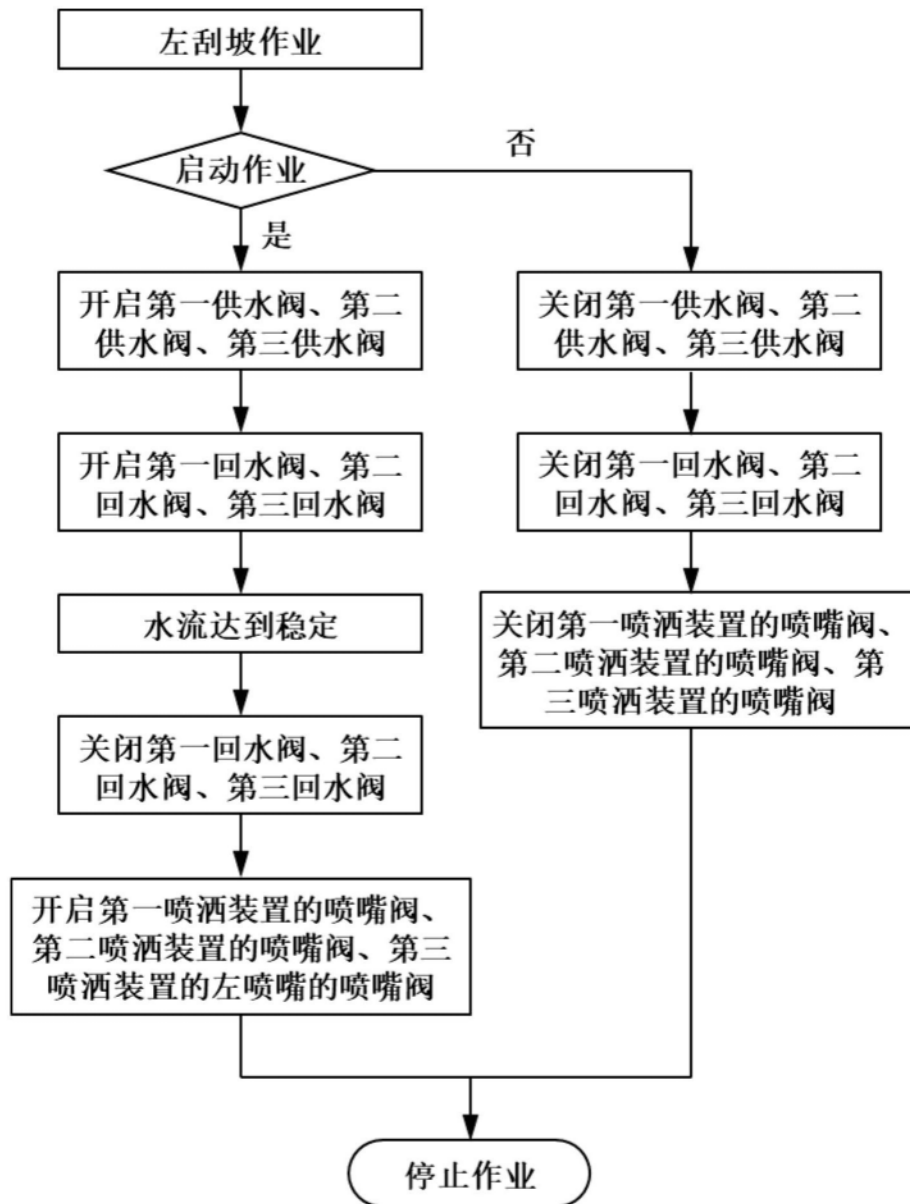 左刮坡作业
启动作业
否
是
开启第一供水阀、第二
供水阀、第三供水阀
关闭第一供水阀、第二
供水阀、第三供水阀
开启第一回水阀、第二
回水阀、第三回水阀
关闭第一回水阀、第二
回水阀、第三回水阀
水流达到稳定
关闭第一喷洒装置的喷嘴阀、
第二喷洒装置的喷嘴阀、第
三喷洒装置的喷嘴阀
关闭第一回水阀、第二
回水阀、第三回水阀
开启第一喷洒装置的喷嘴阀、
第二喷洒装置的喷嘴阀、第三
喷洒装置的左喷嘴的喷嘴阀
停止作业